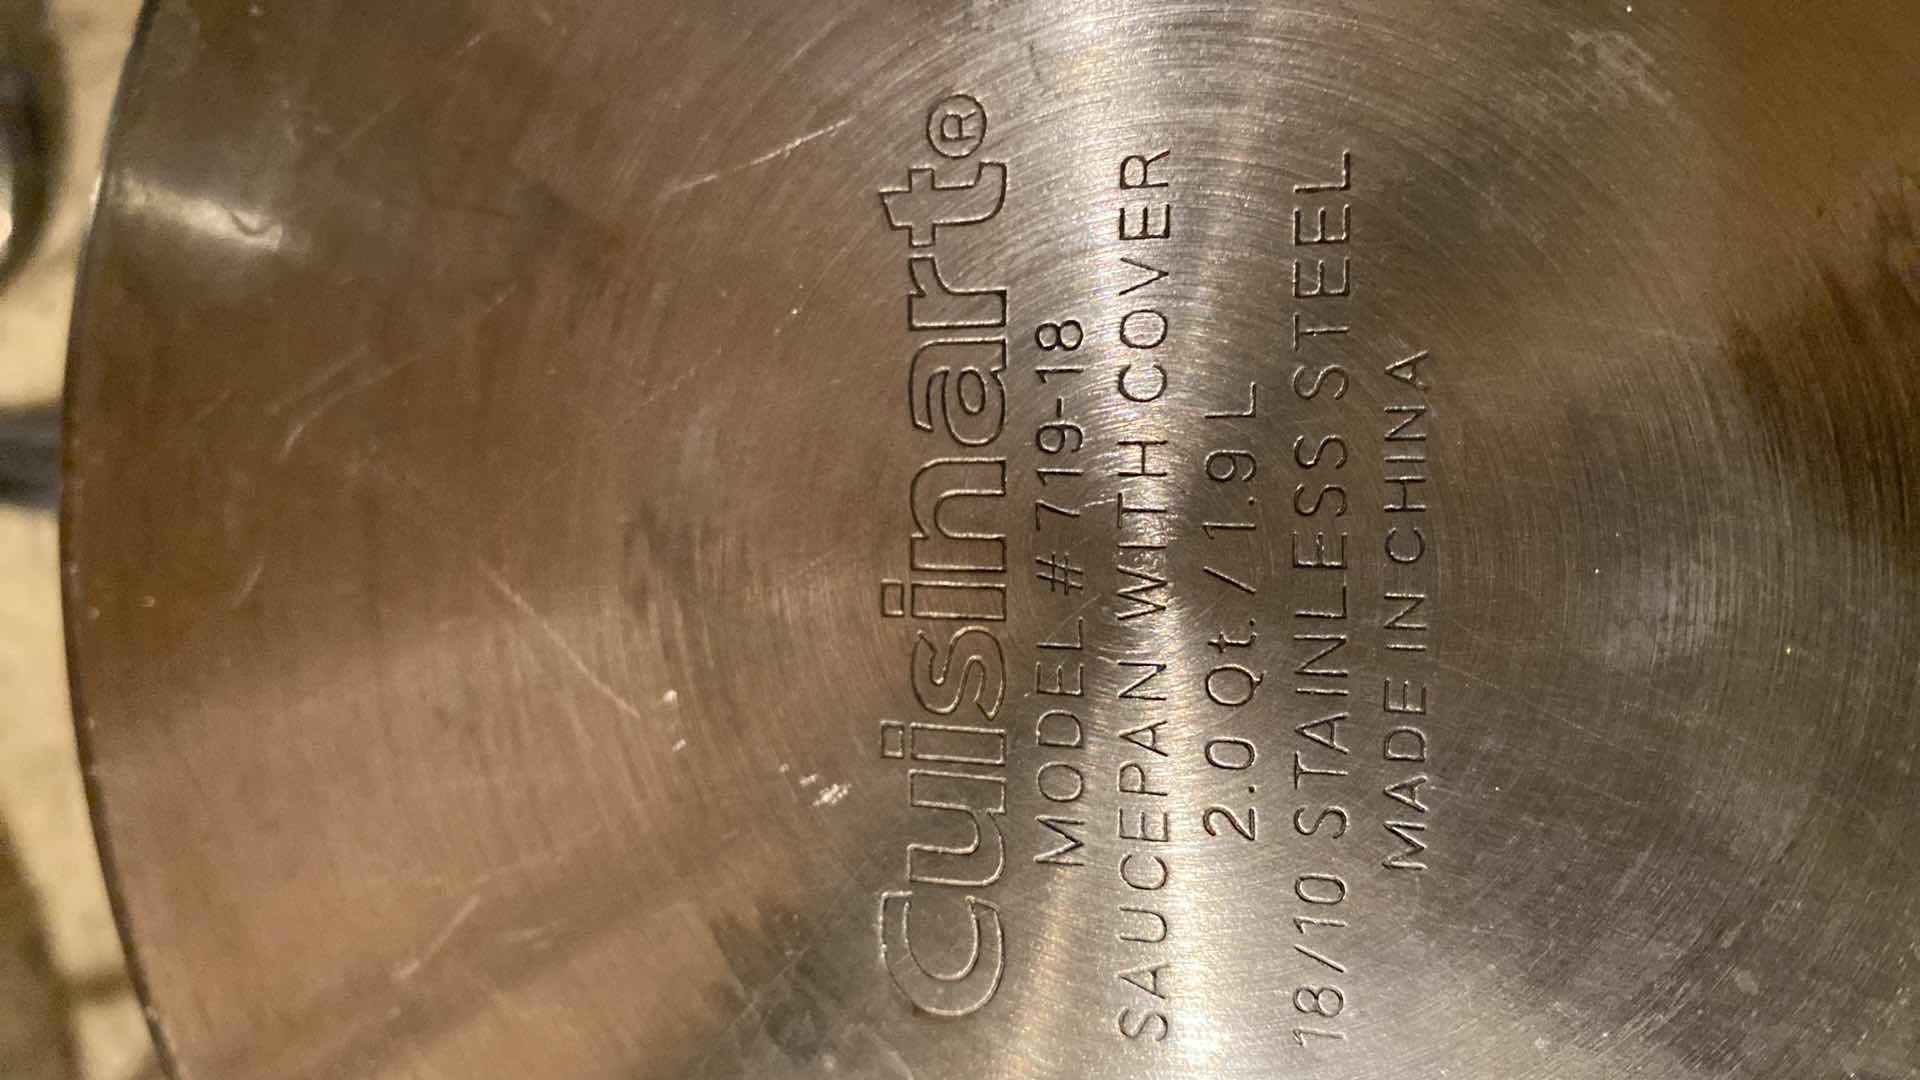 Cuisinart®
MODEL # 719-18
SAUCEPAN WITH COVER
2.0 Qt. / 1.9 L
18/10 STAINLESS STEEL
MADE IN CHINA